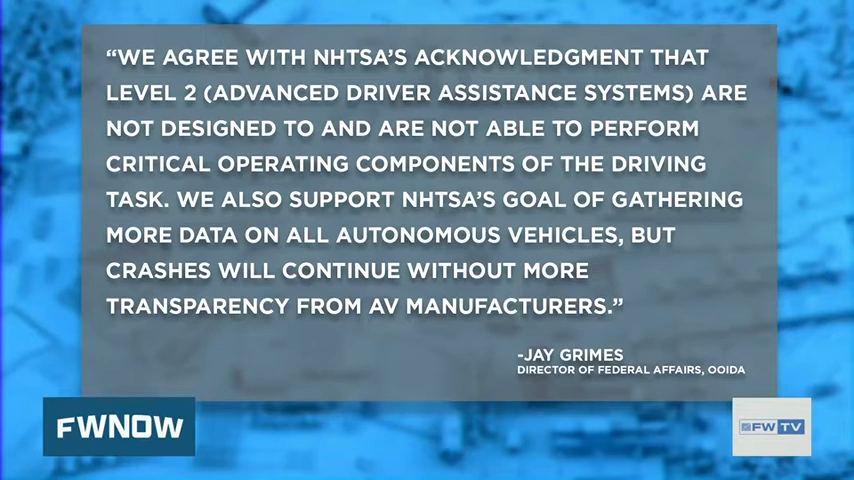 “WE AGREE WITH NHTSA’S ACKNOWLEDGMENT THAT
LEVEL 2 (ADVANCED DRIVER ASSISTANCE SYSTEMS) ARE
NOT DESIGNED TO AND ARE NOT ABLE TO PERFORM
CRITICAL OPERATING COMPONENTS OF THE DRIVING
TASK. WE ALSO SUPPORT NHTSA’S GOAL OF GATHERING
MORE DATA ON ALL AUTONOMOUS VEHICLES, BUT
CRASHES WILL CONTINUE WITHOUT MORE
TRANSPARENCY FROM AV MANUFACTURERS.”
-JAY GRIMES
DIRECTOR OF FEDERAL AFFAIRS, OOIDA
FWNOW
FWTV